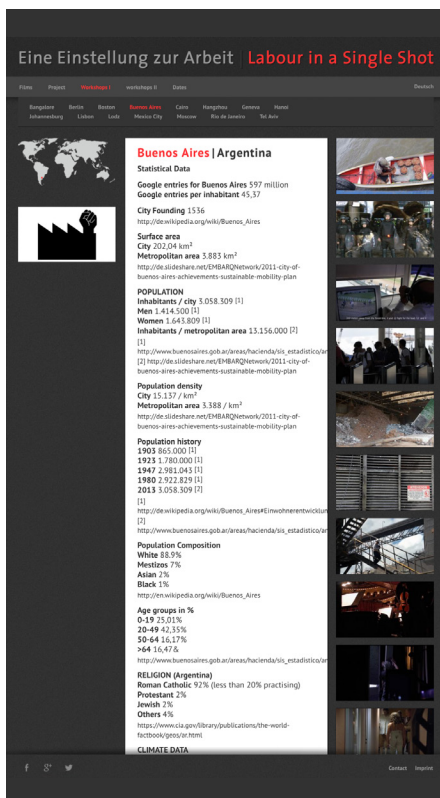 Eine Einstellung zur Arbeit | Labour in a Single Shot
Films Project Workshops I workshops II Dates Deutsch
Bangalore Berlin Boston Buenos Aires Cairo Hangzhou Geneva Hanoi
Johannesburg Lisbon Lodz Mexico City Moscow Rio de Janeiro Tel Aviv
Buenos Aires | Argentina
Statistical Data
Google entries for Buenos Aires 597 million
Google entries per inhabitant 45,37
City Founding 1536
http://de.wikipedia.org/wiki/Buenos_Aires
Surface area
City 202,04 km²
Metropolitan area 3.883 km²
http://de.slideshare.net/EMBARQNetwork/2011-city-of-
buenos-aires-achievements-sustainable-mobility-plan
POPULATION
Inhabitants / city 3.058.309 [1]
Men 1.414.500 [1]
Women 1.643.809 [1]
Inhabitants / metropolitan area 13.156.000 [2]
[1]
http://www.buenosaires.gob.ar/areas/hacienda/sis_estadistico/an
[2] http://de.slideshare.net/EMBARQNetwork/2011-city-of-
buenos-aires-achievements-sustainable-mobility-plan
Population density
City 15.137 / km²
Metropolitan area 3.388 / km²
http://de.slideshare.net/EMBARQNetwork/2011-city-of-
buenos-aires-achievements-sustainable-mobility-plan
Population history
1903 865.000 [1]
1923 1.780.000 [1]
1947 2.981.043 [1]
1980 2.922.829 [1]
2013 3.058.309 [2]
[1]
http://de.wikipedia.org/wiki/Buenos_Aires#Einwohnerentwicklun
[2]
http://www.buenosaires.gob.ar/areas/hacienda/sis_estadistico/an
Population Composition
White 88.9%
Mestizos 7%
Asian 2%
Black 1%
http://en.wikipedia.org/wiki/Buenos_Aires
Age groups in %
0-19 25,01%
20-49 42,35%
50-64 16,17%
>64 16,47&
http://www.buenosaires.gob.ar/areas/hacienda/sis_estadistico/an
RELIGION (Argentina)
Roman Catholic 92% (less than 20% practising)
Protestant 2%
Jewish 2%
Others 4%
https://www.cia.gov/library/publications/the-world-
factbook/geos/ar.html
CLIMATE DATA
Contact Imprint